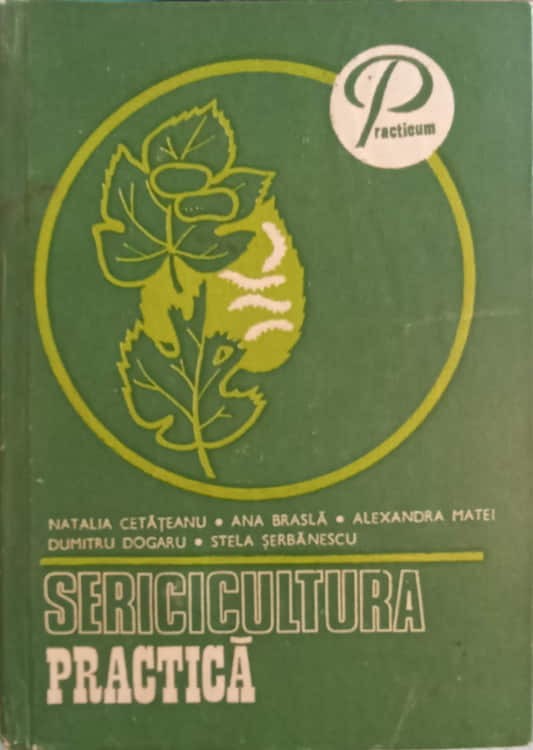 Practicum
NATALIA CETĂȚEANU • ANA BRASLĂ • ALEXANDRA MATEI
DUMITRU DOGARU • STELA ȘERBĂNESCU
SERICICULTURA
PRACTICĂ